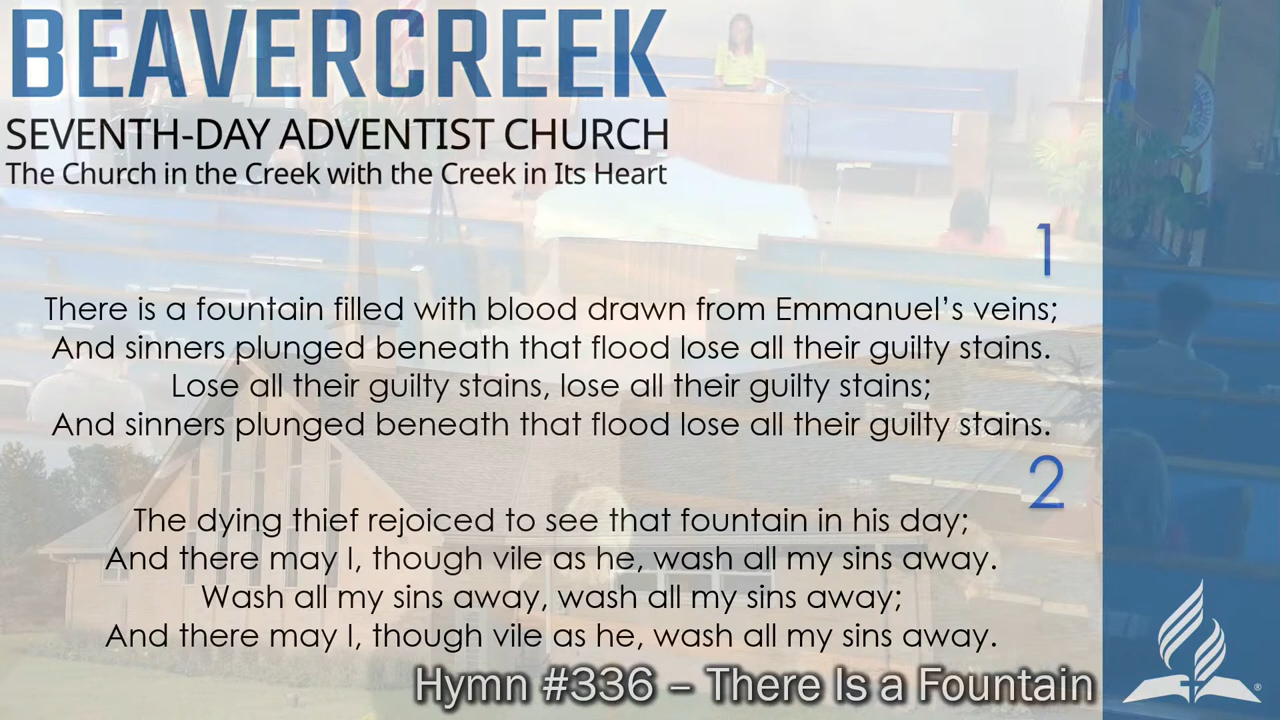 BEAVERCREEK
SEVENTH-DAY ADVENTIST CHURCH
The Church in the Creek with the Creek in Its Heart
1
There is a fountain filled with blood drawn from Emmanuel’s veins;
And sinners plunged beneath that flood lose all their guilty stains.
Lose all their guilty stains, lose all their guilty stains;
And sinners plunged beneath that flood lose all their guilty stains.
2
The dying thief rejoiced to see that fountain in his day;
And there may I, though vile as he, wash all my sins away.
Wash all my sins away, wash all my sins away;
And there may I, though vile as he, wash all my sins away.
Hymn #336 – There Is a Fountain
®